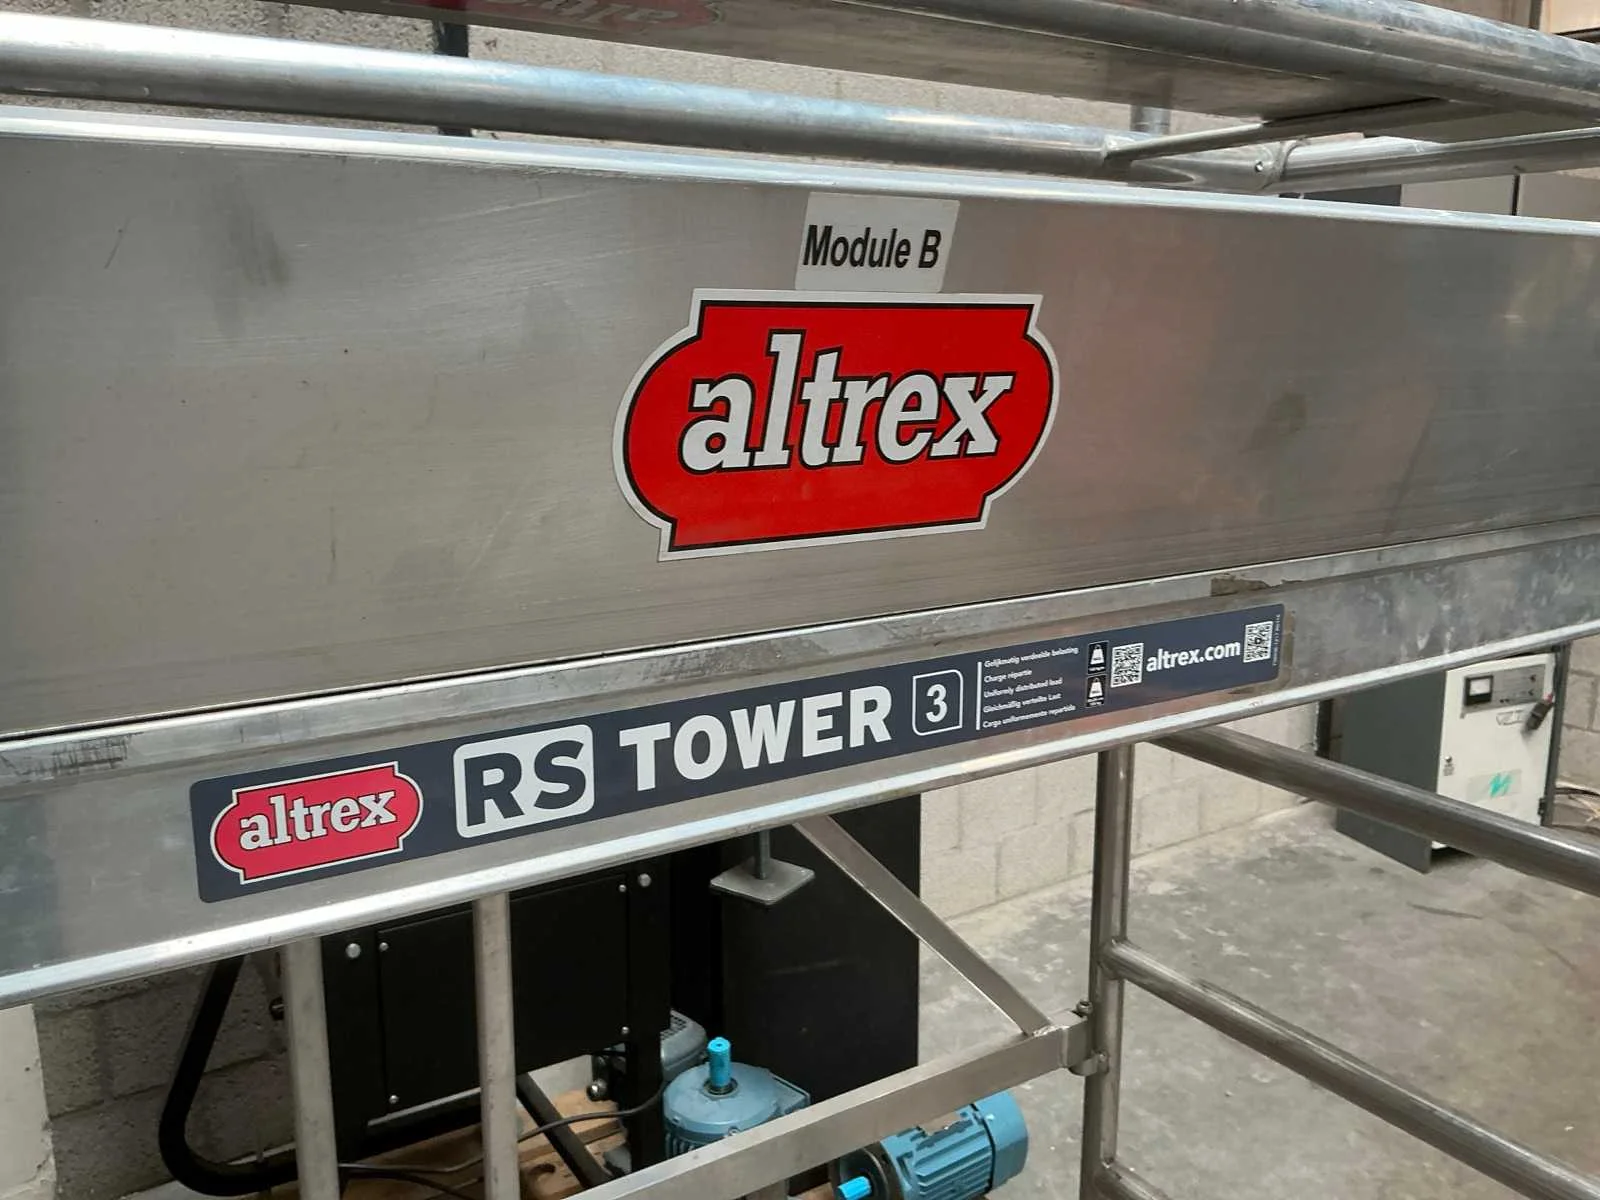 Module B
altrex
altrex RS TOWER 3
Gelijkmatig verdeelde belasting
Charge répartie
Uniformly distributed load
Gleichmäßig verteilte Last
Carga uniformemente repartida
altrex.com